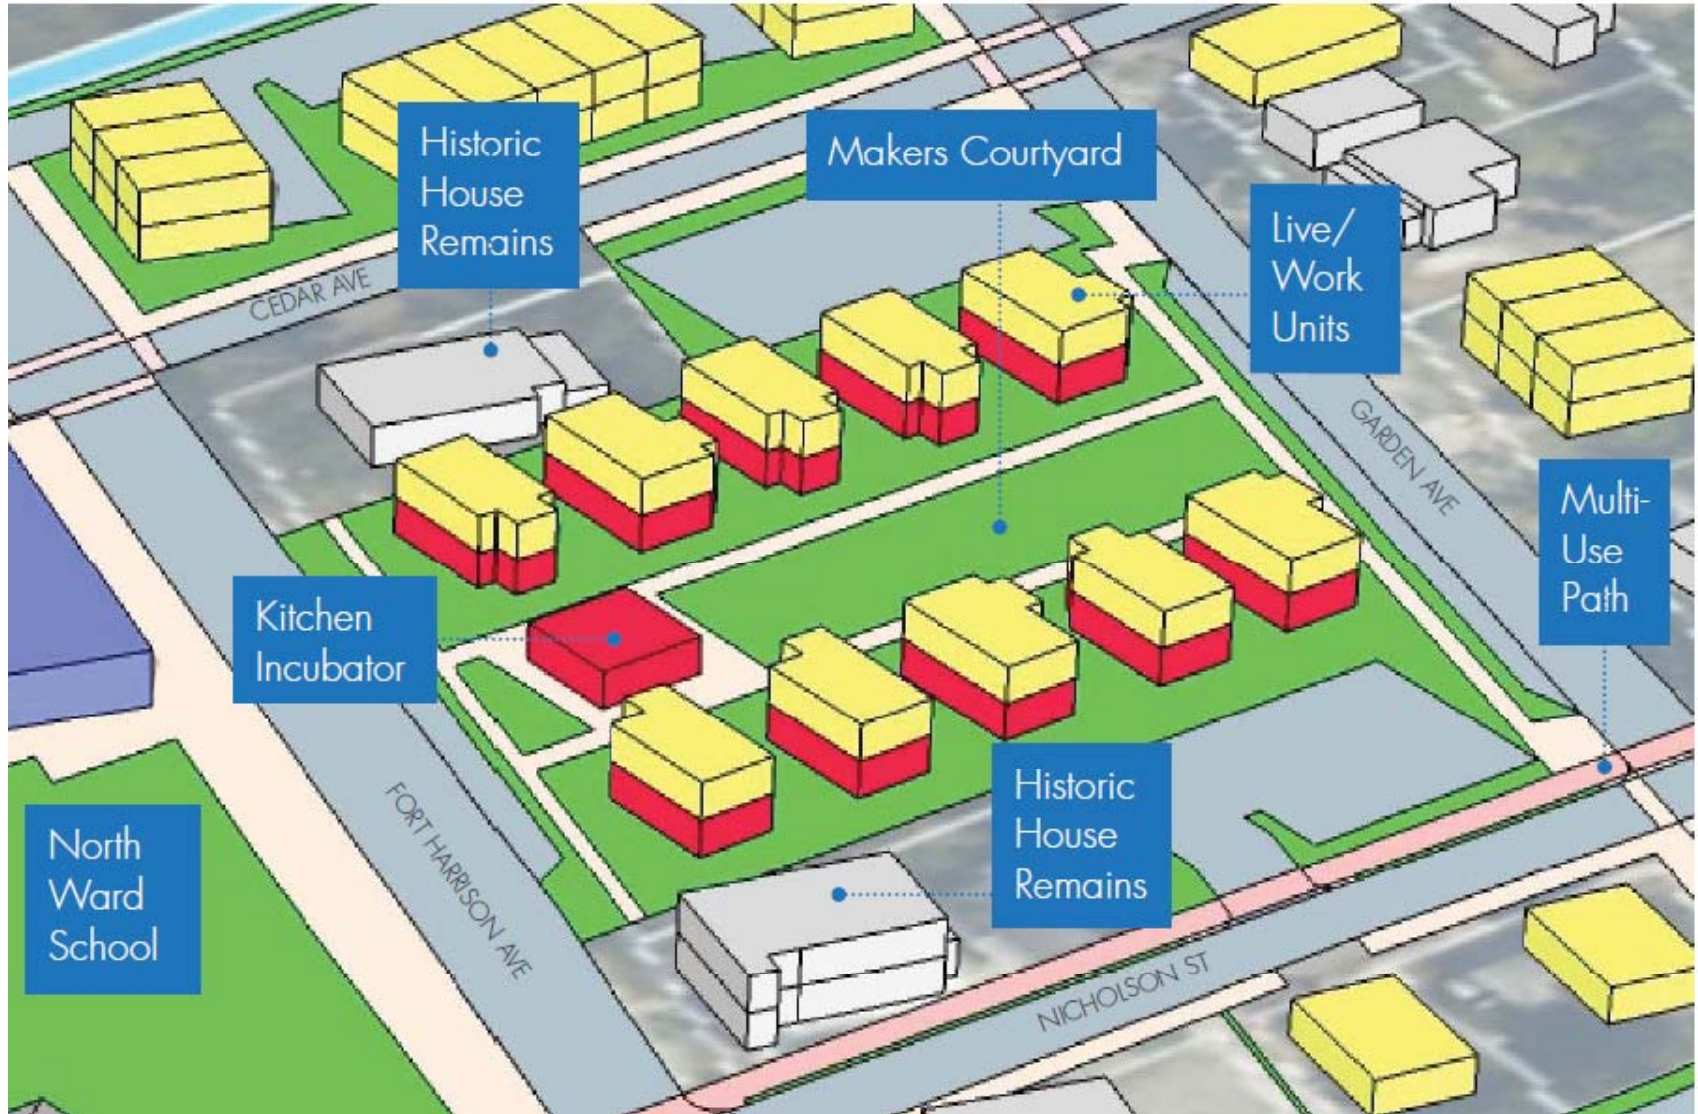 Historic
House
Remains
Makers Courtyard
Live/
Work
Units
CEDAR AVE
GARDEN AVE
Multi-
Use
Path
Kitchen
Incubator
Historic
House
Remains
North
Ward
School
FORT HARRISON AVE
NICHOLSON ST